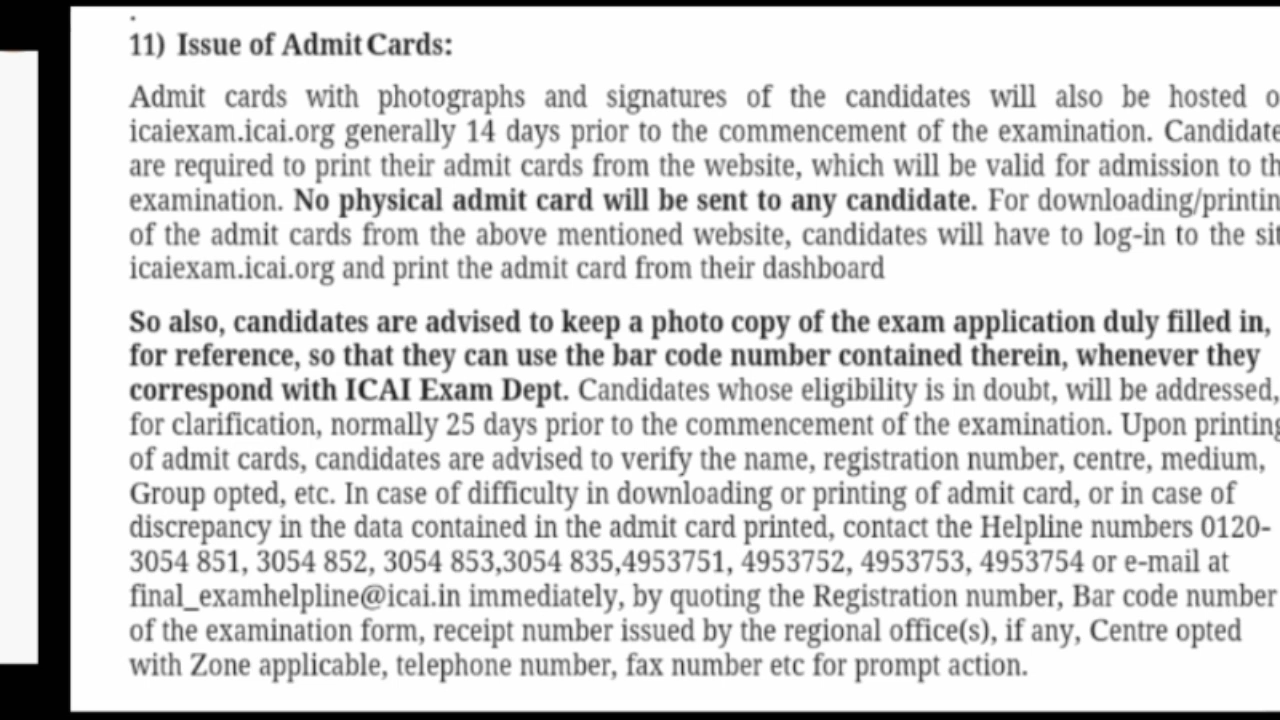 11) Issue of Admit Cards:
Admit cards with photographs and signatures of the candidates will also be hosted
icaiexam.icai.org generally 14 days prior to the commencement of the examination. Candidate
are required to print their admit cards from the website, which will be valid for admission to th
examination. No physical admit card will be sent to any candidate. For downloading/printin
of the admit cards from the above mentioned website, candidates will have to log-in to the sit
icaiexam.icai.org and print the admit card from their dashboard
So also, candidates are advised to keep a photo copy of the exam application duly filled in,
for reference, so that they can use the bar code number contained therein, whenever they
correspond with ICAI Exam Dept. Candidates whose eligibility is in doubt, will be addressed,
for clarification, normally 25 days prior to the commencement of the examination. Upon printing
of admit cards, candidates are advised to verify the name, registration number, centre, medium,
Group opted, etc. In case of difficulty in downloading or printing of admit card, or in case of
discrepancy in the data contained in the admit card printed, contact the Helpline numbers 0120-
3054 851, 3054 852, 3054 853,3054 835,4953751, 4953752, 4953753, 4953754 or e-mail at
final_examhelpline@icai.in immediately, by quoting the Registration number, Bar code number
of the examination form, receipt number issued by the regional office(s), if any, Centre opted
with Zone applicable, telephone number, fax number etc for prompt action.